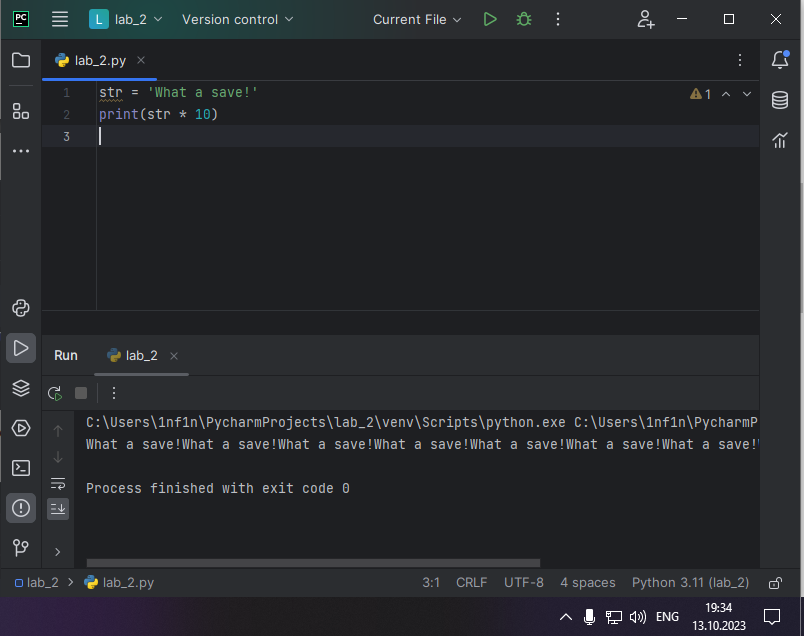 PC L lab_2 Version control Current File
lab_2.py
1 str = 'What a save!' 1
2 print(str * 10)
3
Run lab_2
C:\Users\1nf1n\PycharmProjects\lab_2\venv\Scripts\python.exe C:\Users\1nf1n\PycharmP
What a save!What a save!What a save!What a save!What a save!What a save!What a save!
Process finished with exit code 0
lab_2 > lab_2.py 3:1 CRLF UTF-8 4 spaces Python 3.11 (lab_2)
ENG 19:34
13.10.2023